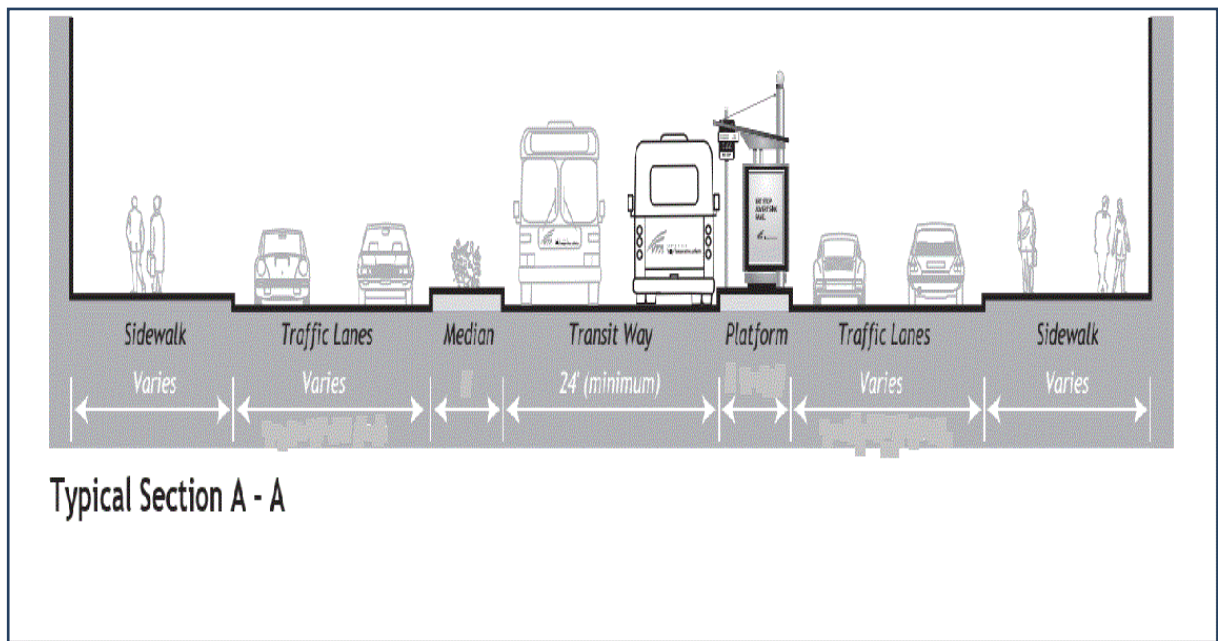 Sidewalk Traffic Lanes Median Transit Way Platform Traffic Lanes Sidewalk
Varies Varies 24' (minimum) Varies Varies
Typical Section A - A